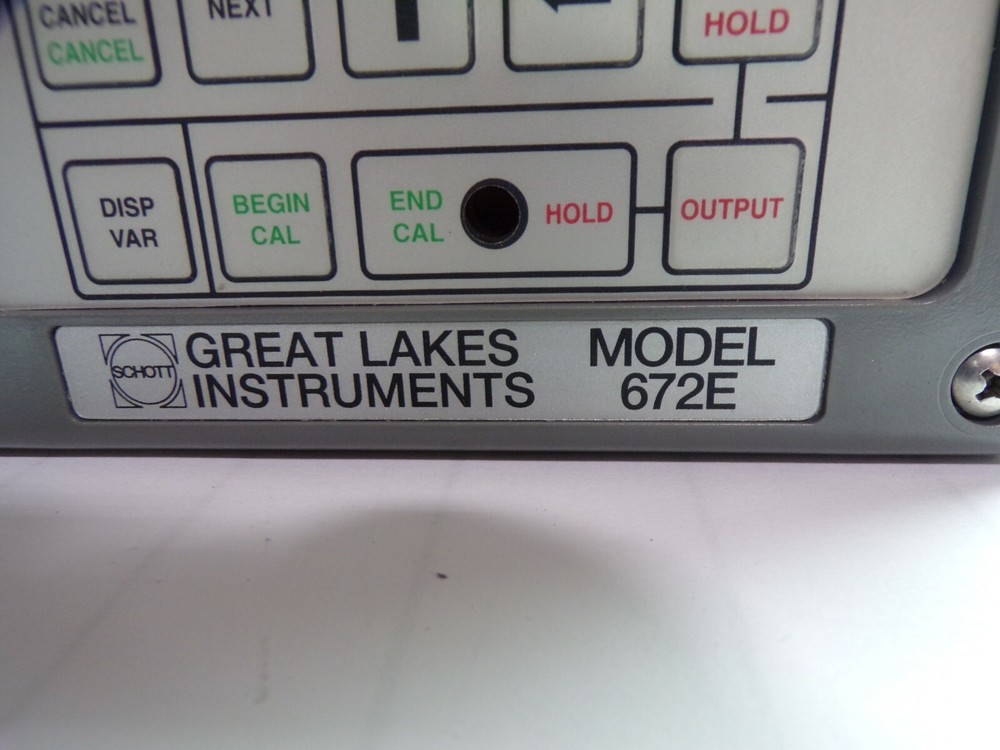 CANCEL
CANCEL
NEXT
HOLD
DISP
VAR
BEGIN
CAL
END
CAL
HOLD
OUTPUT
SCHOTT
GREAT LAKES
INSTRUMENTS
MODEL
672E